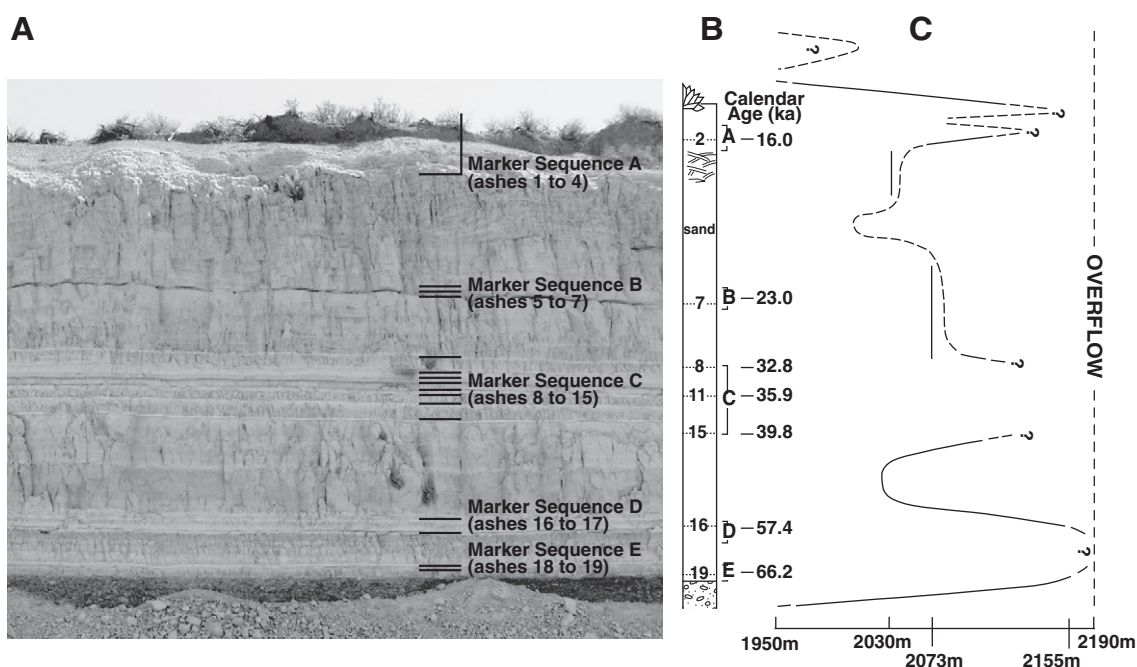 A
B
C
Marker Sequence A
(ashes 1 to 4)
Marker Sequence B
(ashes 5 to 7)
Marker Sequence C
(ashes 8 to 15)
Marker Sequence D
(ashes 16 to 17)
Marker Sequence E
(ashes 18 to 19)
Calendar
Age (ka)
2
A
16.0
sand
7
B
23.0
8
32.8
11
C
35.9
15
39.8
16
D
57.4
19
E
66.2
?
?
?
?
?
?
OVERFLOW
1950m
2030m
2073m
2155m
2190m